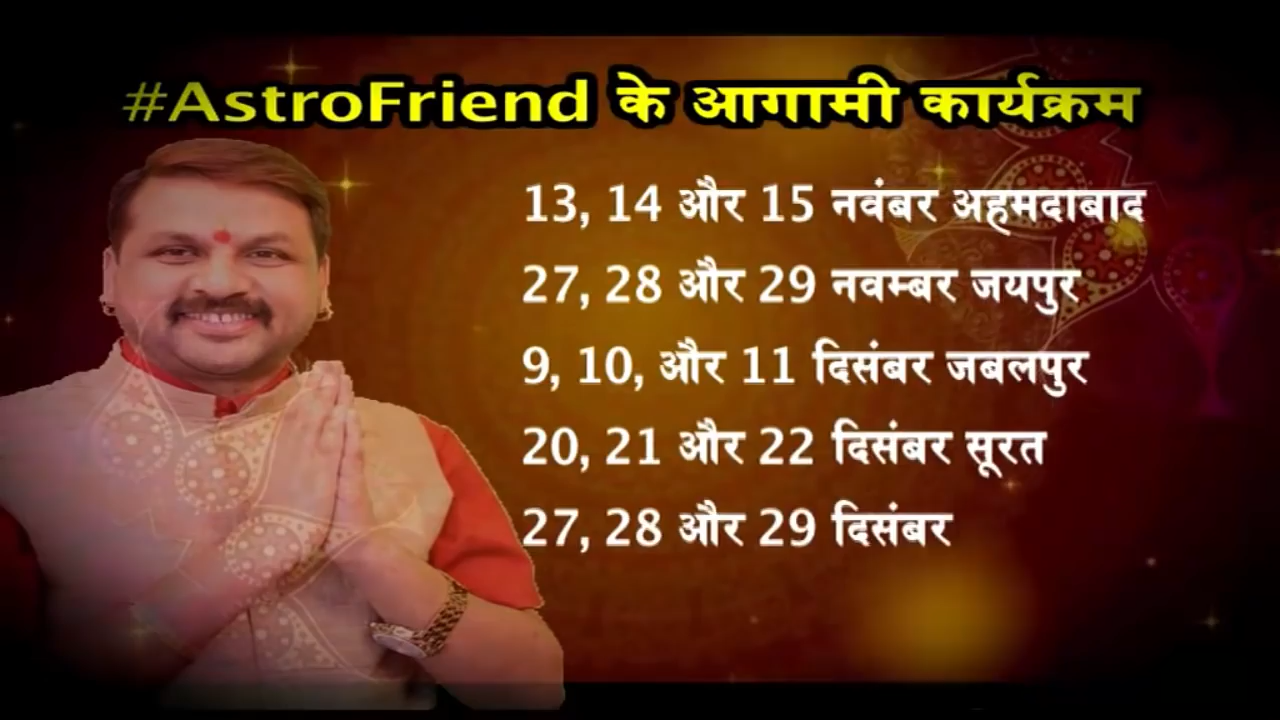 #AstroFriend के आगामी कार्यक्रम
13, 14 और 15 नवंबर अहमदाबाद
27, 28 और 29 नवम्बर जयपुर
9, 10, और 11 दिसंबर जबलपुर
20, 21 और 22 दिसंबर सूरत
27, 28 और 29 दिसंबर